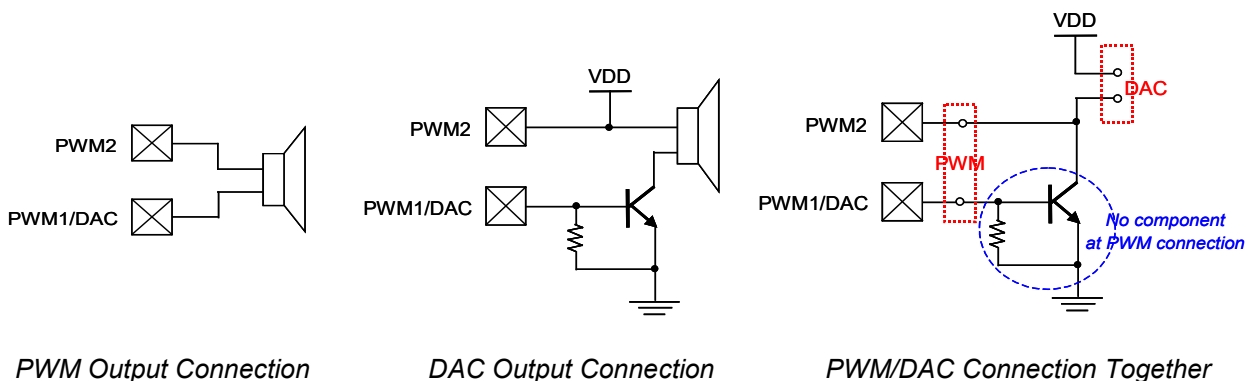 PWM2
PWM1/DAC
PWM Output Connection
VDD
PWM2
PWM1/DAC
DAC Output Connection
VDD
DAC
PWM2
PWM
PWM1/DAC
No component
at PWM connection
PWM/DAC Connection Together